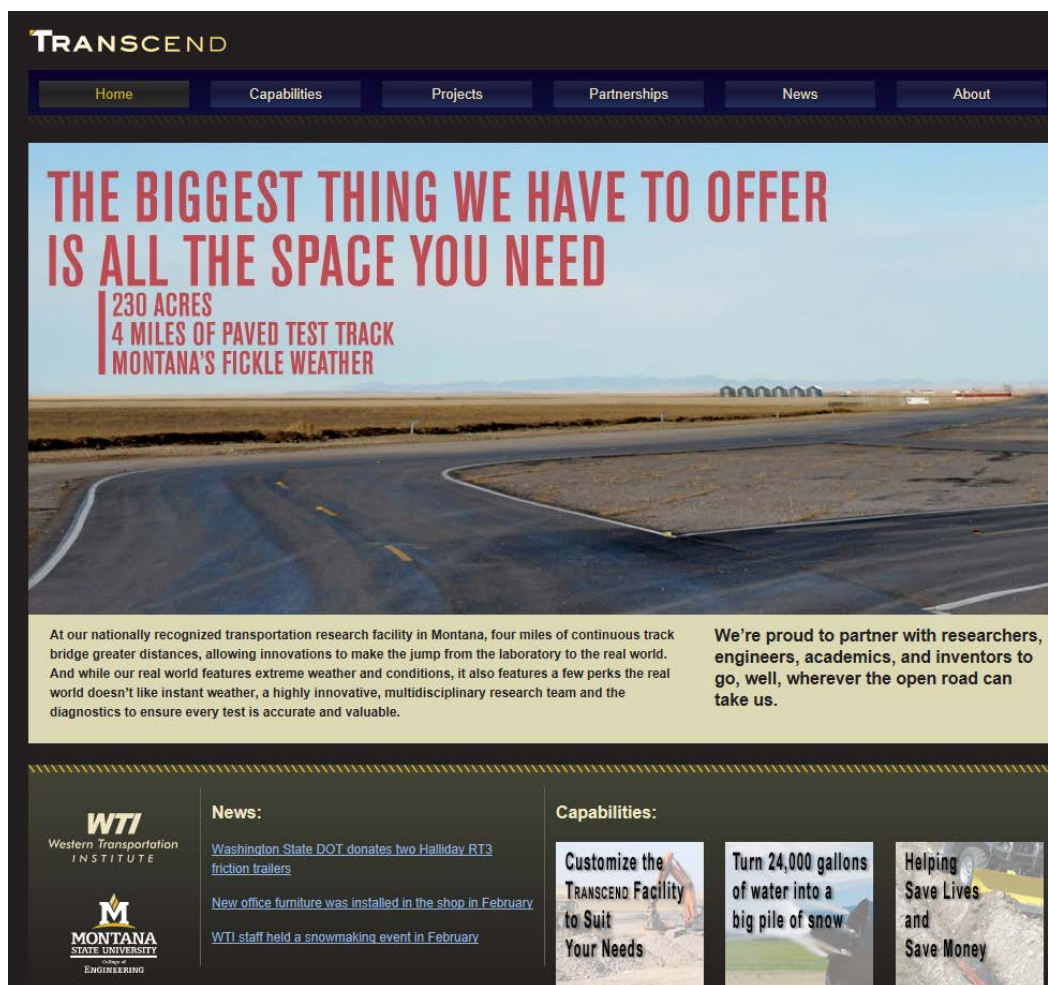 TRANSCEND
Home
Capabilities
Projects
Partnerships
News
About
THE BIGGEST THING WE HAVE TO OFFER
IS ALL THE SPACE YOU NEED
230 ACRES
4 MILES OF PAVED TEST TRACK
MONTANA'S FICKLE WEATHER
At our nationally recognized transportation research facility in Montana, four miles of continuous track
bridge greater distances, allowing innovations to make the jump from the laboratory to the real world.
And while our real world features extreme weather and conditions, it also features a few perks the real
world doesn't like instant weather, a highly innovative, multidisciplinary research team and the
diagnostics to ensure every test is accurate and valuable.
We're proud to partner with researchers,
engineers, academics, and inventors to
go, well, wherever the open road can
take us.
WTI
Western Transportation
INSTITUTE
M
MONTANA
STATE UNIVERSITY
College of
ENGINEERING
News:
Washington State DOT donates two Halliday RT3
friction trailers
New office furniture was installed in the shop in February
WTI staff held a snowmaking event in February
Capabilities:
Customize the
TRANSCEND Facility
to Suit
Your Needs
Turn 24,000 gallons
of water into a
big pile of snow
Helping
Save Lives
and
Save Money